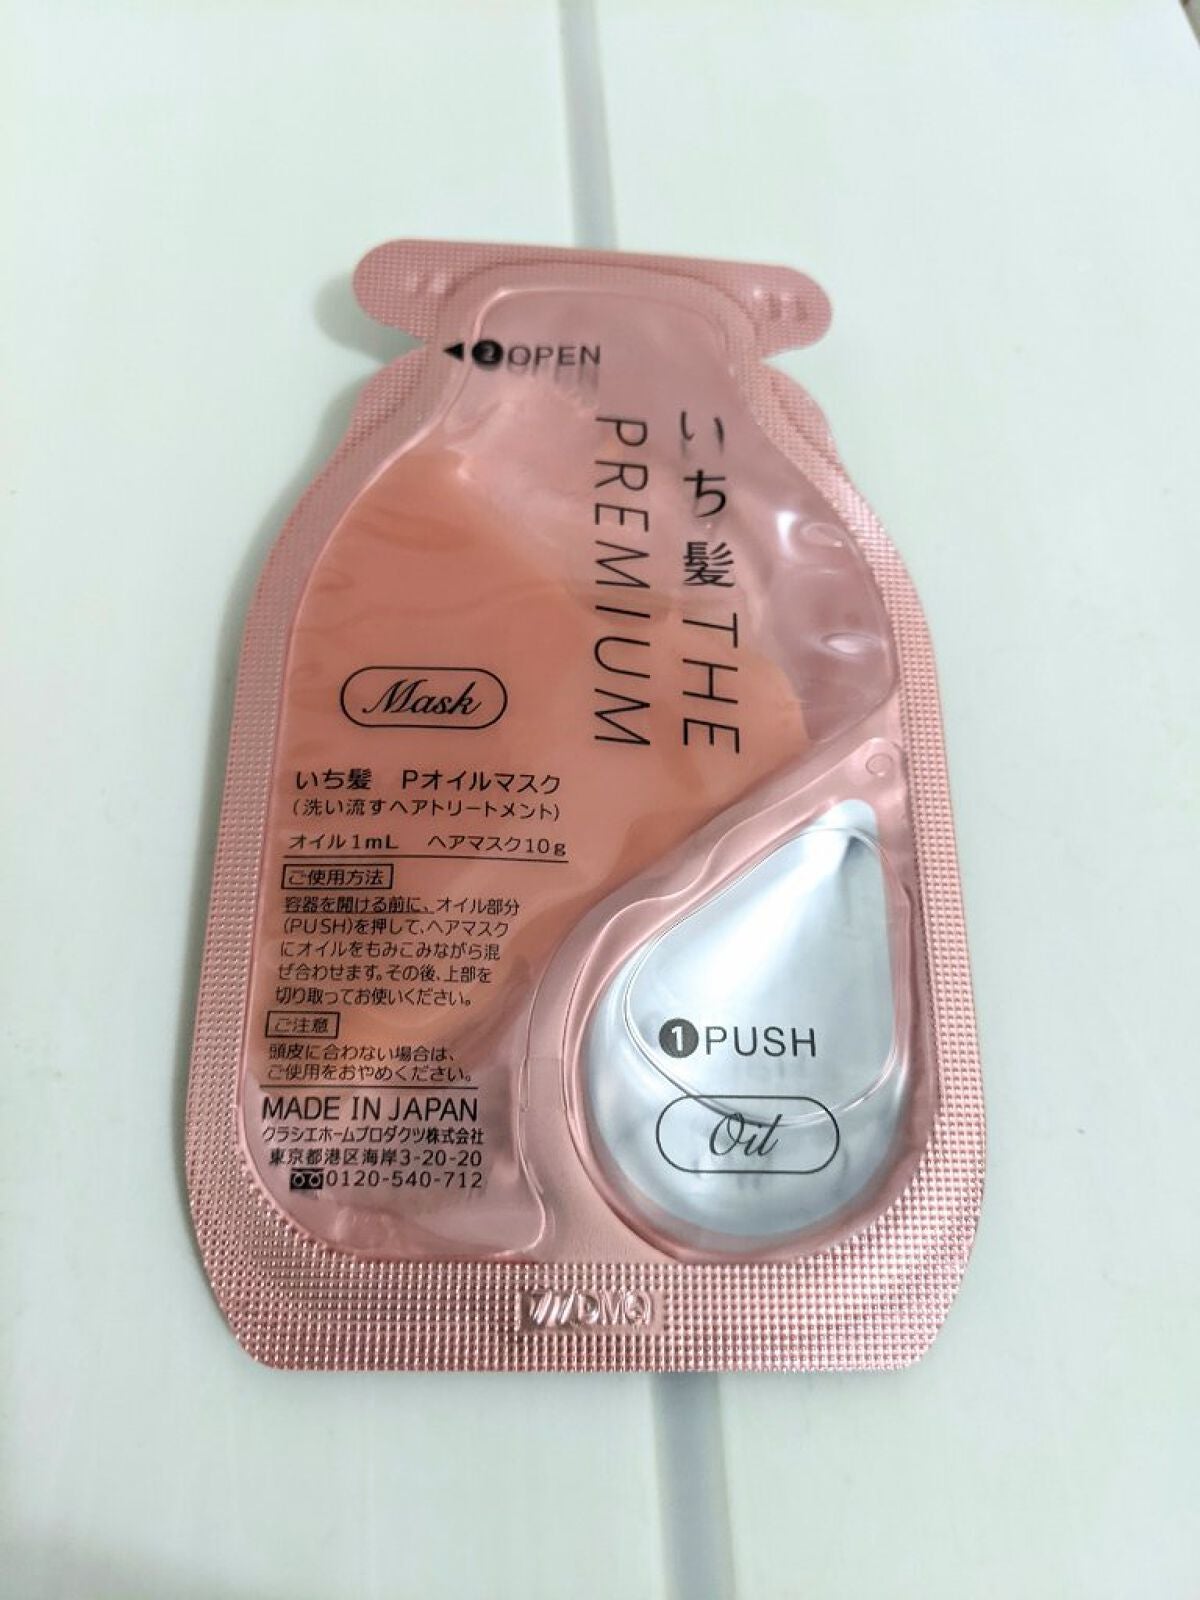 ◀②OPEN
いち髪 THE
PREMIUM
Mask
いち髪 Pオイルマスク
(洗い流すヘアトリートメント)
オイル1mL ヘアマスク10g
ご使用方法
容器を開ける前に、オイル部分
(PUSH)を押して、ヘアマスク
にオイルをもみこみながら混
ぜ合わせます。その後、上部を
切り取ってお使いください。
ご注意
頭皮に合わない場合は、
ご使用をおやめください。
MADE IN JAPAN
クラシエホームプロダクツ株式会社
東京都港区海岸3-20-20
0120-540-712
❶PUSH
Oil